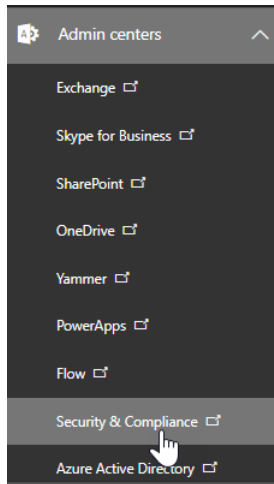 Admin centers
Exchange
Skype for Business
SharePoint
OneDrive
Yammer
PowerApps
Flow
Security & Compliance
Azure Active Directory